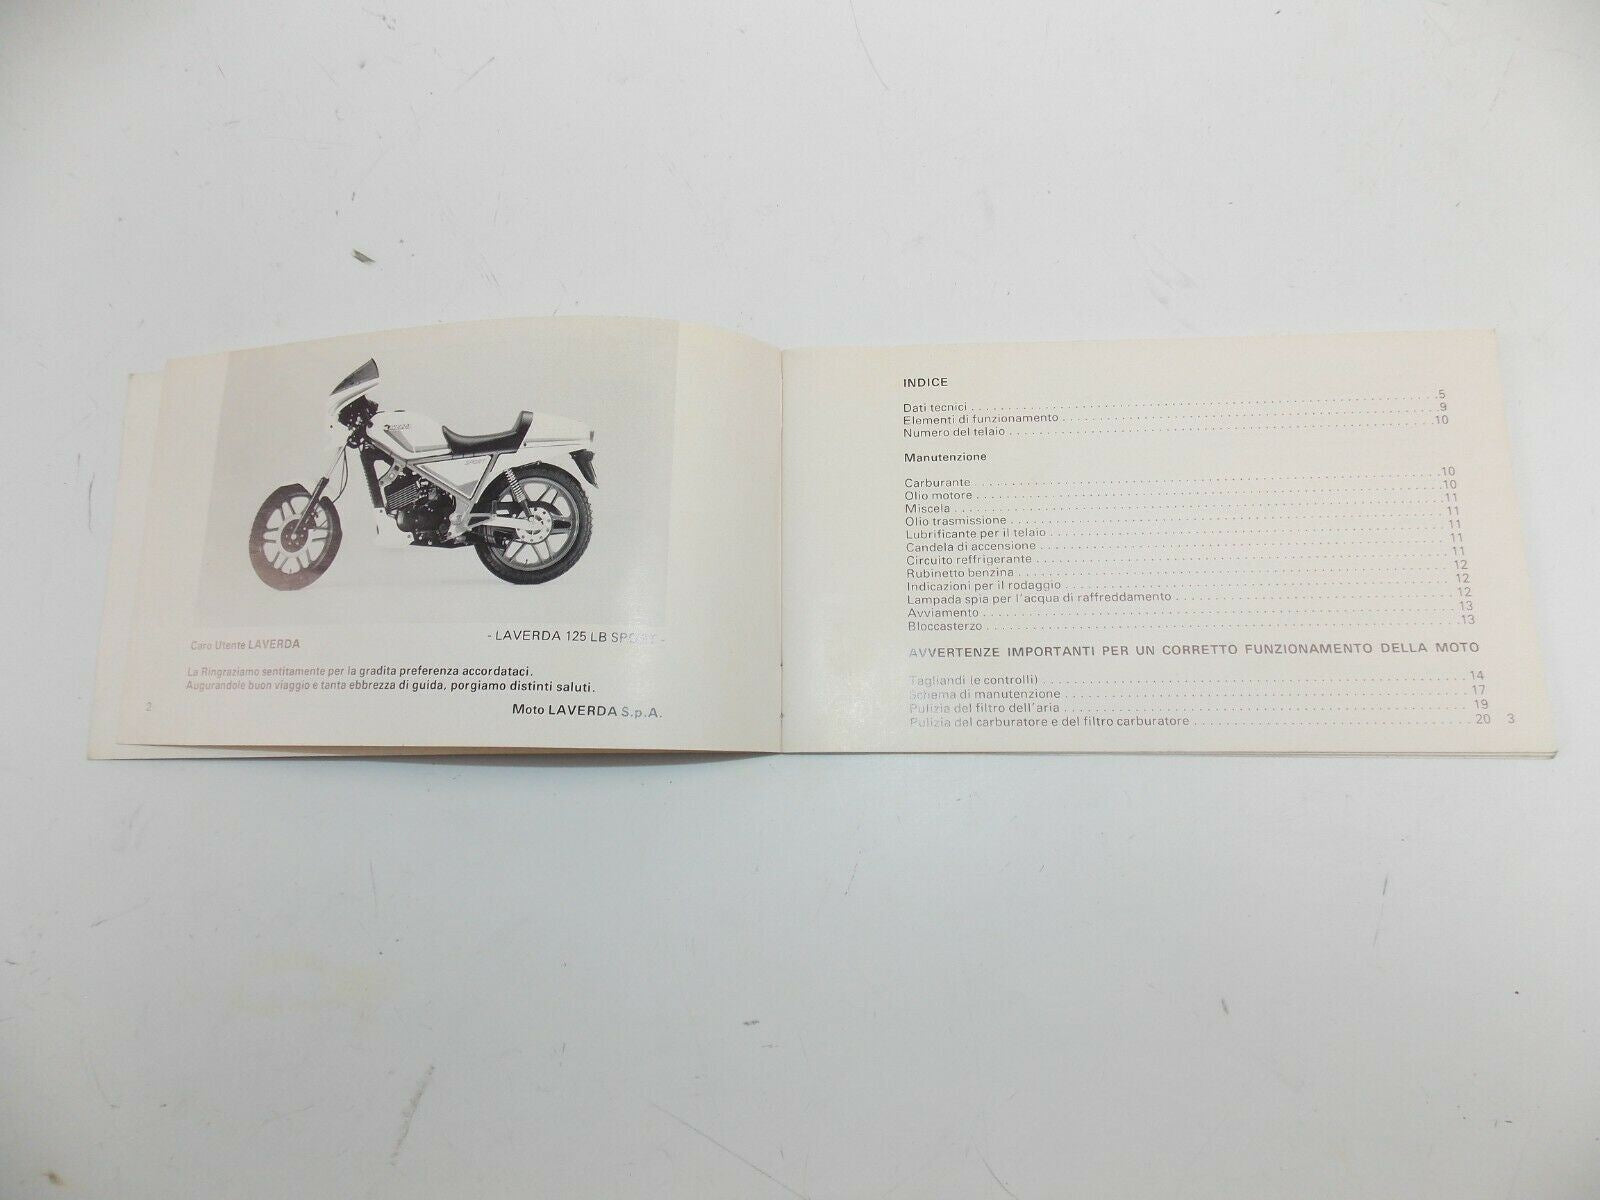 SPORT
- LAVERDA 125 LB SPORT -
Caro Utente LAVERDA
La Ringraziamo sentitamente per la gradita preferenza accordataci.
Augurandole buon viaggio e tanta ebbrezza di guida, porgiamo distinti saluti.
Moto LAVERDA S.p.A.
2
INDICE
Dati tecnici . . . . . . . . . . 5
Elementi di funzionamento . . . . . . . . . . 9
Numero del telaio . . . . . . . . . . 10
Manutenzione
Carburante . . . . . . . . . . 10
Olio motore . . . . . . . . . . 10
Miscela . . . . . . . . . . 11
Olio trasmissione . . . . . . . . . . 11
Lubrificante per il telaio . . . . . . . . . . 11
Candela di accensione . . . . . . . . . . 11
Circuito reffrigerante . . . . . . . . . . 11
Rubinetto benzina . . . . . . . . . . 12
Indicazioni per il rodaggio . . . . . . . . . . 12
Lampada spia per l'acqua di raffreddamento . . . . . . . . . . 12
Avviamento . . . . . . . . . . 13
Bloccasterzo . . . . . . . . . . 13
AVVERTENZE IMPORTANTI PER UN CORRETTO FUNZIONAMENTO DELLA MOTO
Tagliandi (e controlli) . . . . . . . . . . 14
Schema di manutenzione . . . . . . . . . . 17
Pulizia del filtro dell'aria . . . . . . . . . . 19
Pulizia del carburatore e del filtro carburatore . . . . . . . . . . 20
3